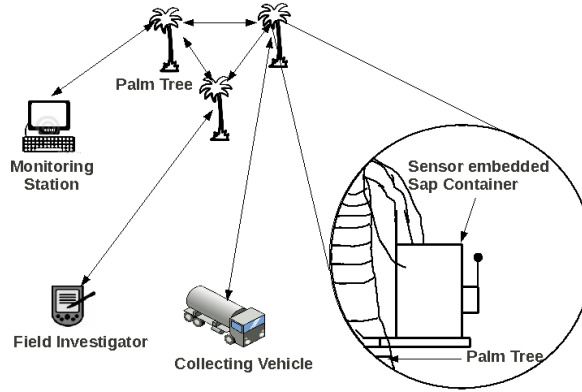 Palm Tree
Monitoring
Station
Sensor embedded
Sap Container
Field Investigator
Collecting Vehicle
Palm Tree